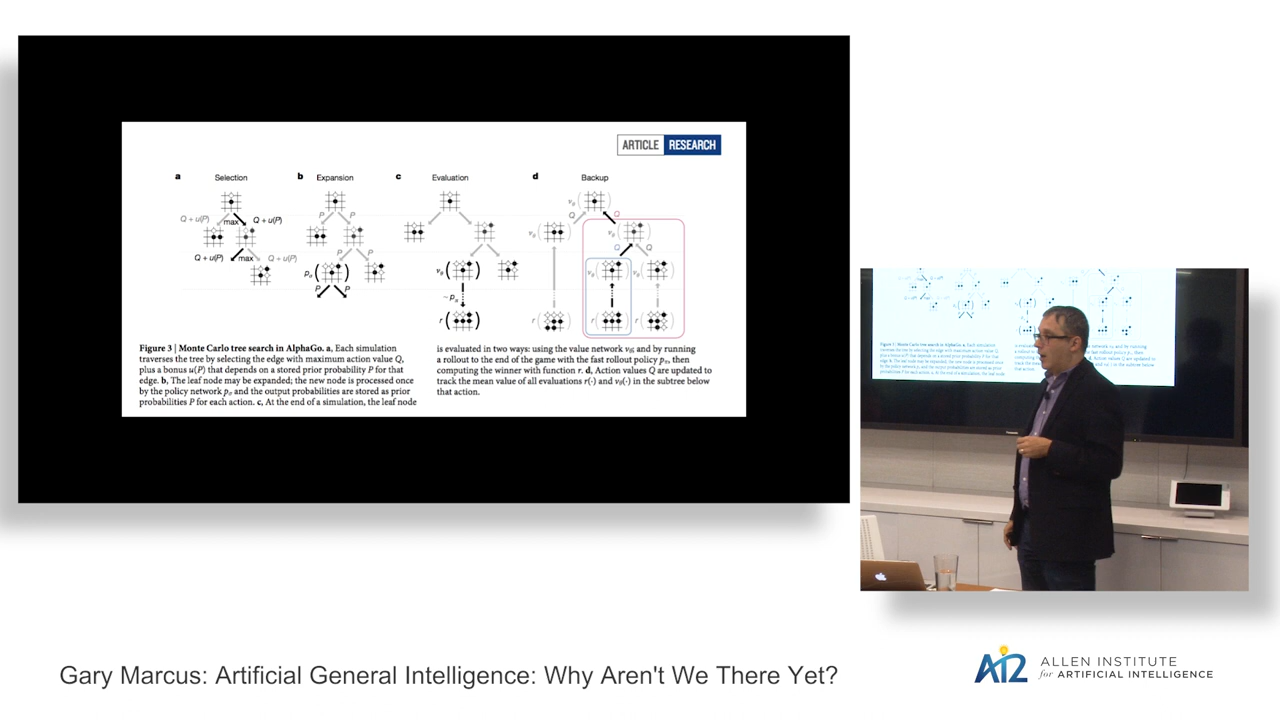 ARTICLE RESEARCH
a Selection b Expansion c Evaluation d Backup
Q + u(P) max Q + u(P)
Q + u(P) max Q + u(P)
P P
P P
P P
Q Q
Q Q
r
r r r
Figure 3 | Monte Carlo tree search in AlphaGo. a, Each simulation
traverses the tree by selecting the edge with maximum action value Q,
plus a bonus u(P) that depends on a stored prior probability P for that
edge. b, The leaf node may be expanded; the new node is processed once
by the policy network pσ and the output probabilities are stored as prior
probabilities P for each action. c, At the end of a simulation, the leaf node
is evaluated in two ways: using the value network vθ and by running
a rollout to the end of the game with the fast rollout policy pπ, then
computing the winner with function r. d, Action values Q are updated to
track the mean value of all evaluations r(·) and vθ(·) in the subtree below
that action.
Gary Marcus: Artificial General Intelligence: Why Aren't We There Yet?
AI2 ALLEN INSTITUTE
for ARTIFICIAL INTELLIGENCE